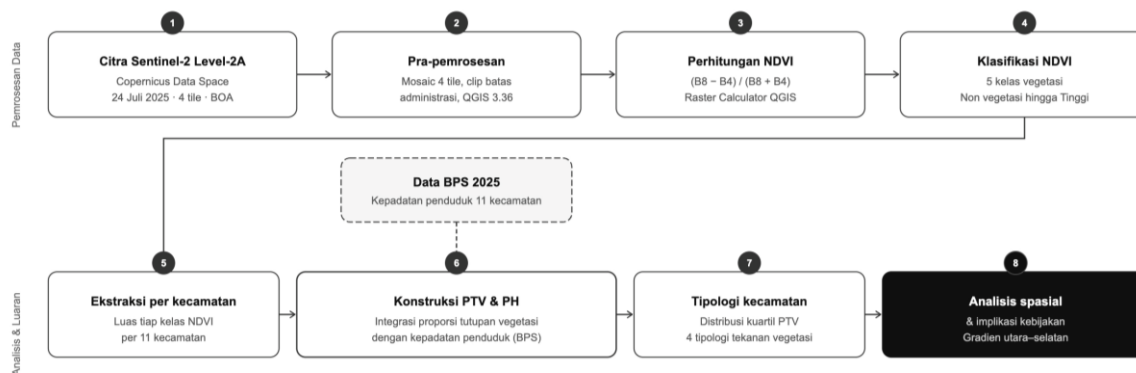 Pemrosesan Data
1
Citra Sentinel-2 Level-2A
Copernicus Data Space
24 Juli 2025 · 4 tile · BOA
2
Pra-pemrosesan
Mosaic 4 tile, clip batas
administrasi, QGIS 3.36
3
Perhitungan NDVI
(B8 − B4) / (B8 + B4)
Raster Calculator QGIS
4
Klasifikasi NDVI
5 kelas vegetasi
Non vegetasi hingga Tinggi
Data BPS 2025
Kepadatan penduduk 11 kecamatan
Analisis & Luaran
5
Ekstraksi per kecamatan
Luas tiap kelas NDVI
per 11 kecamatan
6
Konstruksi PTV & PH
Integrasi proporsi tutupan vegetasi
dengan kepadatan penduduk (BPS)
7
Tipologi kecamatan
Distribusi kuartil PTV
4 tipologi tekanan vegetasi
8
Analisis spasial
& implikasi kebijakan
Gradien utara–selatan